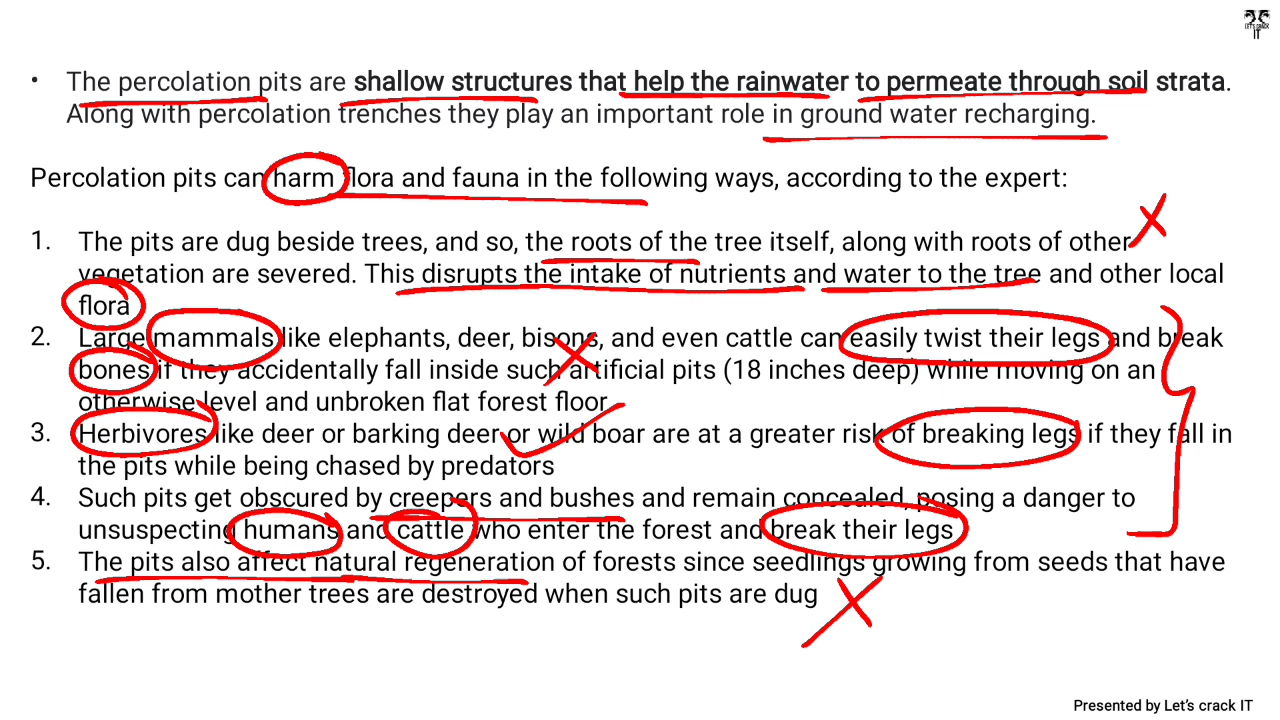 LET'S CRACK
IT
• The percolation pits are shallow structures that help the rainwater to permeate through soil strata.
Along with percolation trenches they play an important role in ground water recharging.
Percolation pits can harm flora and fauna in the following ways, according to the expert:
1. The pits are dug beside trees, and so, the roots of the tree itself, along with roots of other
vegetation are severed. This disrupts the intake of nutrients and water to the tree and other local
flora
2. Large mammals like elephants, deer, bisons, and even cattle can easily twist their legs and break
bones if they accidentally fall inside such artificial pits (18 inches deep) while moving on an
otherwise level and unbroken flat forest floor
3. Herbivores like deer or barking deer or wild boar are at a greater risk of breaking legs if they fall in
the pits while being chased by predators
4. Such pits get obscured by creepers and bushes and remain concealed, posing a danger to
unsuspecting humans and cattle who enter the forest and break their legs
5. The pits also affect natural regeneration of forests since seedlings growing from seeds that have
fallen from mother trees are destroyed when such pits are dug
Presented by Let's crack IT